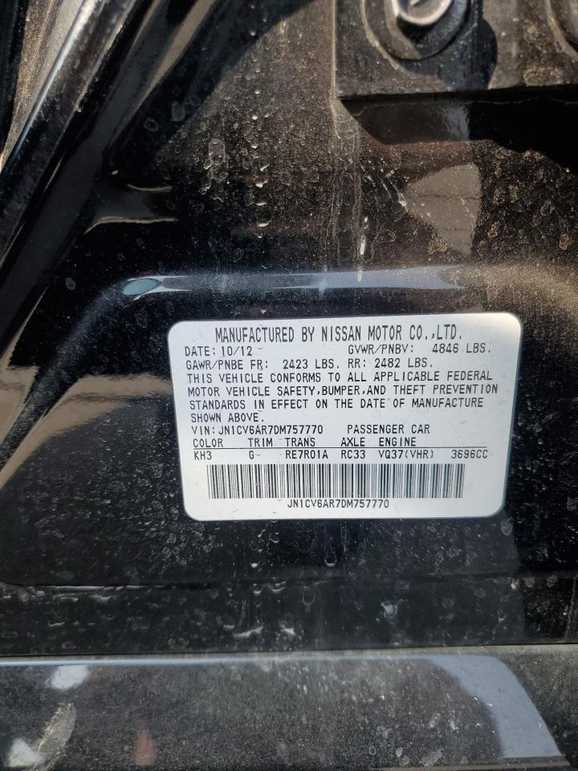 MANUFACTURED BY NISSAN MOTOR CO.,LTD.
DATE: 10/12 GVWR/PNBV: 4846 LBS.
GAWR/PNBE FR: 2423 LBS. RR: 2482 LBS.
THIS VEHICLE CONFORMS TO ALL APPLICABLE FEDERAL
MOTOR VEHICLE SAFETY,BUMPER,AND THEFT PREVENTION
STANDARDS IN EFFECT ON THE DATE OF MANUFACTURE
SHOWN ABOVE.
VIN:JN1CV6AR7DM757770 PASSENGER CAR
COLOR TRIM TRANS AXLE ENGINE
KH3 G- RE7R01A RC33 VQ37(VHR) 3696CC
JN1CV6AR7DM757770